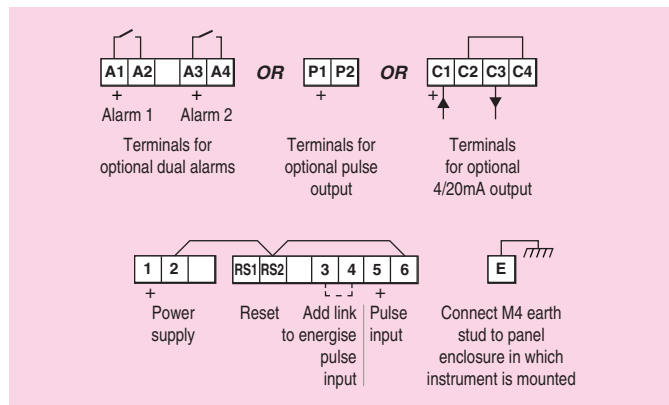 A1 A2 A3 A4 OR P1 P2 OR C1 C2 C3 C4
+ + + +
Alarm 1 Alarm 2
Terminals for
optional dual alarms
Terminals for
optional pulse
output
Terminals
for optional
4/20mA output
1 2 RS1 RS2 3 4 5 6 E
+ +
Power
supply
Reset
Add link
to energise
pulse
input
Pulse
input
Connect M4 earth
stud to panel
enclosure in which
instrument is mounted